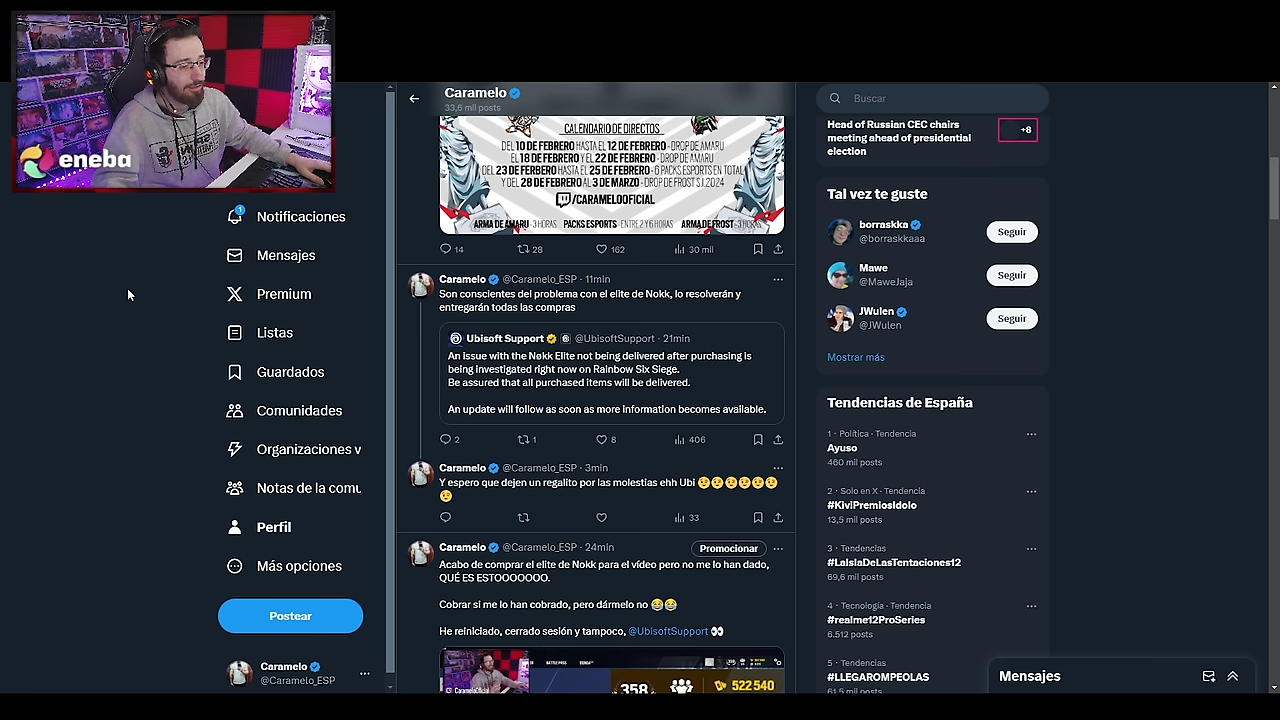 eneba
Notificaciones
Mensajes
Premium
Listas
Guardados
Comunidades
Organizaciones v
Notas de la comu
Perfil
Más opciones
Postear
Caramelo
@Caramelo_ESP
Caramelo
33,6 mil posts
CALENDARIO DE DIRECTOS
DEL 10 DE FEBRERO HASTA EL 12 DE FEBRERO - DROP DE AMARU
EL 18 DE FEBRERO Y EL 22 DE FEBRERO - DROP DE AMARU
DEL 23 DE FERBERO HASTA EL 25 DE FEBRERO - 6 PACKS ESPORTS EN TOTAL
Y DEL 28 DE FEBRERO AL 3 DE MARZO - DROP DE FROST S.I. 2024
/CARAMELOOFICIAL
ARMA DE AMARU - 3 HORAS PACKS ESPORTS - ENTRE 2 Y 6 HORAS ARMA DE FROST - 3 HORAS
14 28 162 30 mil
Caramelo @Caramelo_ESP · 11min
Son conscientes del problema con el elite de Nokk, lo resolverán y
entregarán todas las compras
Ubisoft Support @UbisoftSupport · 21min
An issue with the Nøkk Elite not being delivered after purchasing is
being investigated right now on Rainbow Six Siege.
Be assured that all purchased items will be delivered.
An update will follow as soon as more information becomes available.
2 1 8 406
Caramelo @Caramelo_ESP · 3min
Y espero que dejen un regalito por las molestias ehh Ubi 😉😉😉😉😉😉
😉
33
Caramelo @Caramelo_ESP · 24min
Promocionar
Acabo de comprar el elite de Nokk para el vídeo pero no me lo han dado,
QUÉ ES ESTOOOOOOO.
Cobrar si me lo han cobrado, pero dármelo no 😂😂
He reiniciado, cerrado sesión y tampoco, @UbisoftSupport 👀
BATTLE PASS
CarameloOficial
358 522 540
Buscar
Head of Russian CEC chairs
meeting ahead of presidential
election
+8
Tal vez te guste
borraskka
@borraskkaaa
Seguir
Mawe
@MaweJaja
Seguir
JWulen
@JWulen
Seguir
Mostrar más
Tendencias de España
1 · Política · Tendencia
Ayuso
460 mil posts
2 · Solo en X · Tendencia
#KiviPremiosIdolo
13,5 mil posts
3 · Tendencias
#LaIslaDeLasTentaciones12
69,6 mil posts
4 · Tecnología · Tendencia
#realme12ProSeries
6.512 posts
5 · Tendencias
#LLEGAROMPEOLAS
61,5 mil posts
Mensajes